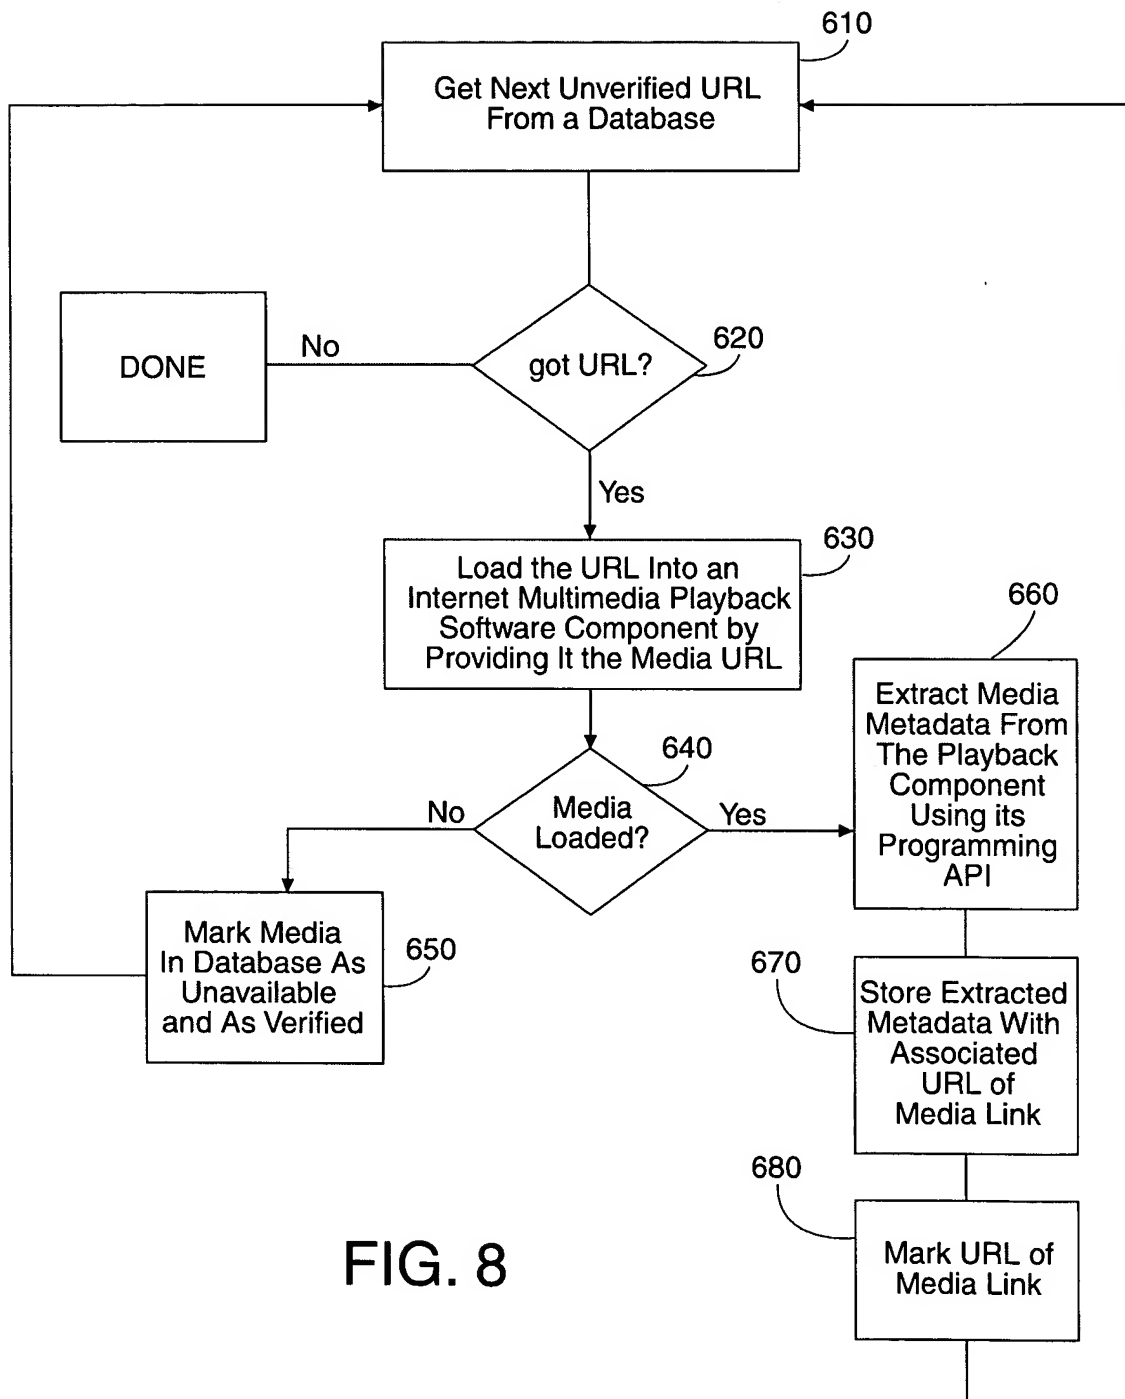 610
Get Next Unverified URL
From a Database
DONE
No
got URL?
620
Yes
630
Load the URL Into an
Internet Multimedia Playback
Software Component by
Providing It the Media URL
640
Media
Loaded?
No
Yes
660
Extract Media
Metadata From
The Playback
Component
Using its
Programming
API
Mark Media
In Database As
Unavailable
and As Verified
650
670
Store Extracted
Metadata With
Associated
URL of
Media Link
680
Mark URL of
Media Link
FIG. 8